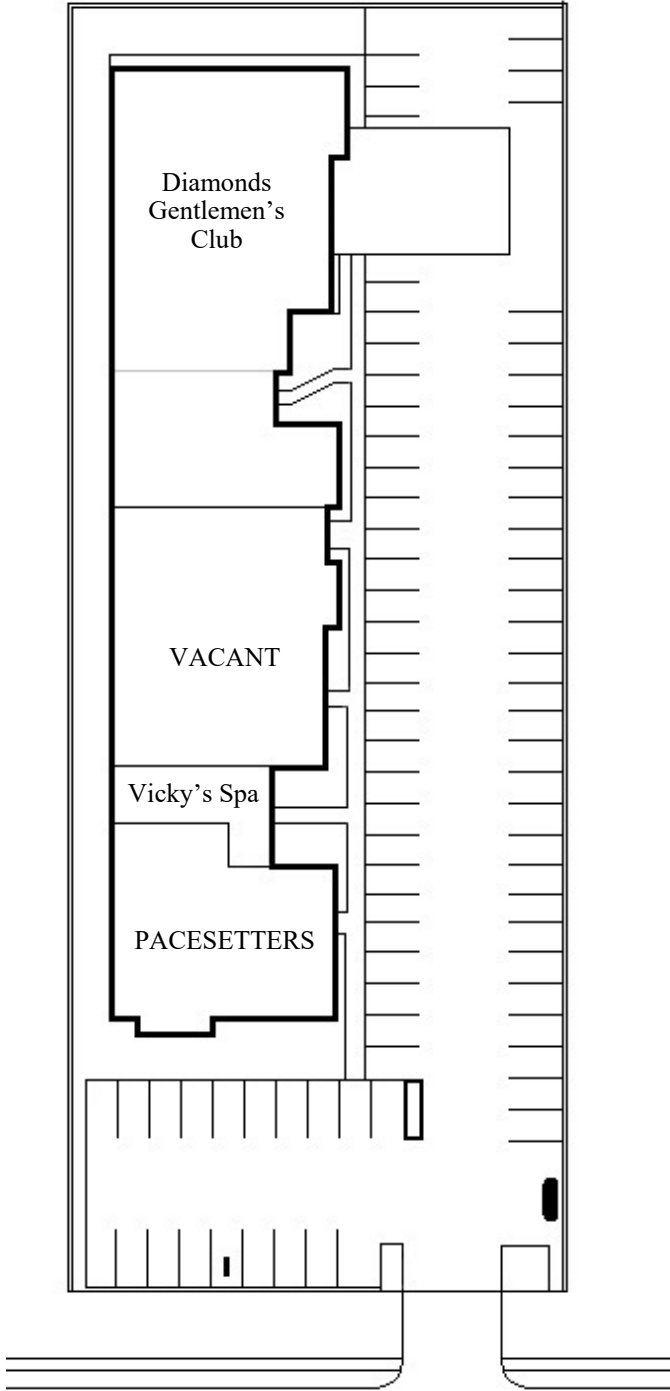 Diamonds
Gentlemen’s
Club
VACANT
Vicky’s Spa
PACESETTERS